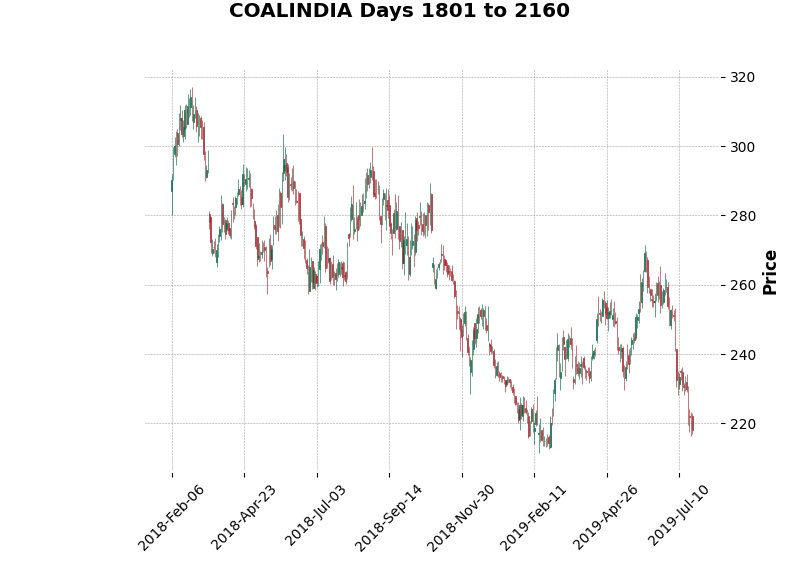 COALINDIA Days 1801 to 2160
320
300
280
260
240
220
Price
2018-Feb-06
2018-Apr-23
2018-Jul-03
2018-Sep-14
2018-Nov-30
2019-Feb-11
2019-Apr-26
2019-Jul-10